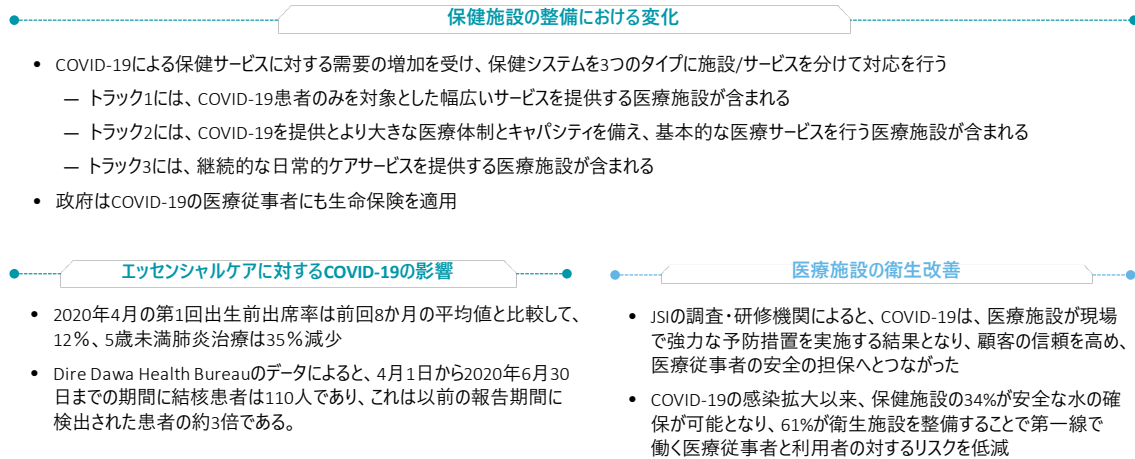 保健施設の整備における変化
• COVID-19による保健サービスに対する需要の増加を受け、保健システムを3つのタイプに施設/サービスを分けて対応を行う
― トラック1には、COVID-19患者のみを対象とした幅広いサービスを提供する医療施設が含まれる
― トラック2には、COVID-19を提供とより大きな医療体制とキャパシティを備え、基本的な医療サービスを行う医療施設が含まれる
― トラック3には、継続的な日常的ケアサービスを提供する医療施設が含まれる
• 政府はCOVID-19の医療従事者にも生命保険を適用
エッセンシャルケアに対するCOVID-19の影響
• 2020年4月の第1回出生前出席率は前回8か月の平均値と比較して、
12%、5歳未満肺炎治療は35%減少
• Dire Dawa Health Bureauのデータによると、4月1日から2020年6月30
日までの期間に結核患者は110人であり、これは以前の報告期間に
検出された患者の約3倍である。
医療施設の衛生改善
• JSIの調査・研修機関によると、COVID-19は、医療施設が現場
で強力な予防措置を実施する結果となり、顧客の信頼を高め、
医療従事者の安全の担保へとつながった
• COVID-19の感染拡大以来、保健施設の34%が安全な水の確
保が可能となり、61%が衛生施設を整備することで第一線で
働く医療従事者と利用者の対するリスクを低減